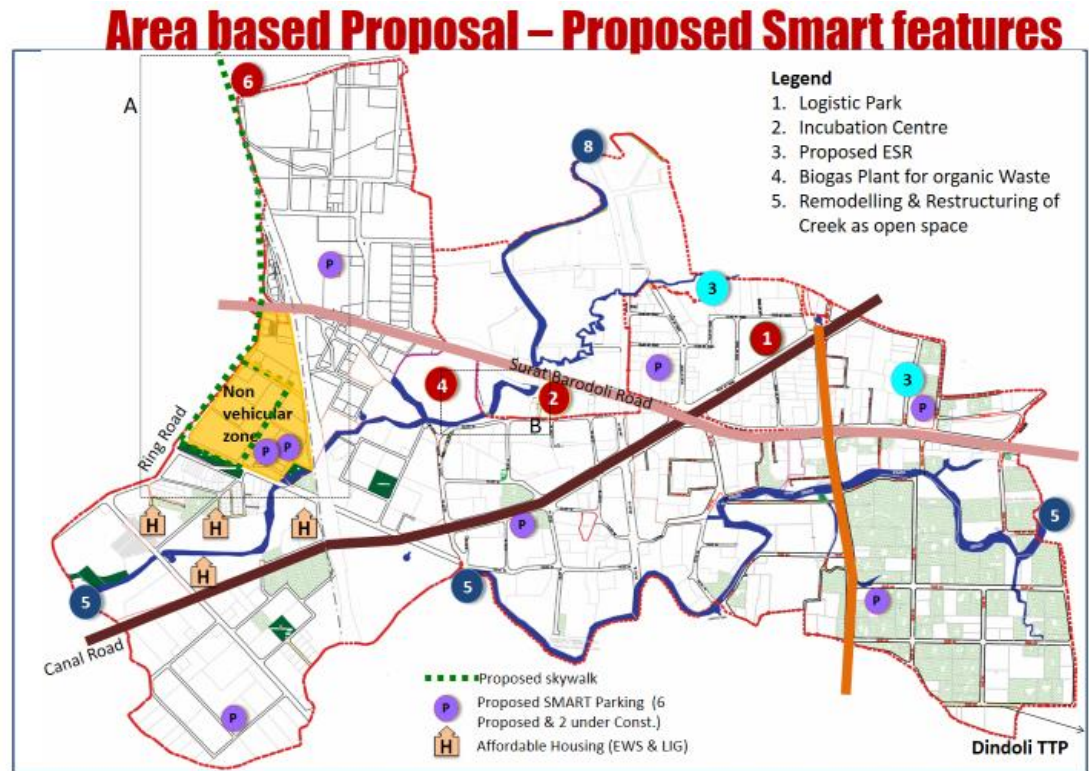 Area based Proposal – Proposed Smart features
Legend
1. Logistic Park
2. Incubation Centre
3. Proposed ESR
4. Biogas Plant for organic Waste
5. Remodelling & Restructuring of
Creek as open space
6
A
8
P
3
1
P
Surat Barodoli Road
4
2
3
P
Non
vehicular
zone
Ring Road
B
P
P
H
H
H
P
5
H
5
5
P
Canal Road
P
Proposed skywalk
P
Proposed SMART Parking (6
Proposed & 2 under Const.)
H
Affordable Housing (EWS & LIG)
Dindoli TTP